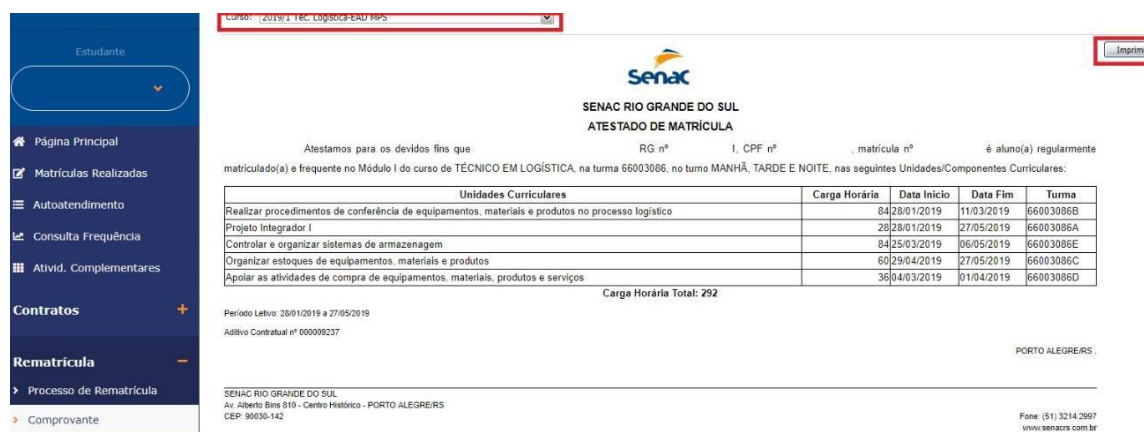 Curso: 2019/1 Tec. Logística-EAD MPS
Estudante
Página Principal
Matrículas Realizadas
Autoatendimento
Consulta Frequência
Ativid. Complementares
Contratos +
Rematrícula −
> Processo de Rematrícula
> Comprovante
Imprimi
Senac
SENAC RIO GRANDE DO SUL
ATESTADO DE MATRÍCULA
Atestamos para os devidos fins que RG nº I, CPF nº , matrícula nº é aluno(a) regularmente
matriculado(a) e frequente no Módulo I do curso de TÉCNICO EM LOGÍSTICA, na turma 66003086, no turno MANHÃ, TARDE E NOITE, nas seguintes Unidades/Componentes Curriculares:
Unidades Curriculares Carga Horária Data Inicio Data Fim Turma
Realizar procedimentos de conferência de equipamentos, materiais e produtos no processo logístico 84 28/01/2019 11/03/2019 66003086B
Projeto Integrador I 28 28/01/2019 27/05/2019 66003086A
Controlar e organizar sistemas de armazenagem 84 25/03/2019 06/05/2019 66003086E
Organizar estoques de equipamentos, materiais e produtos 60 29/04/2019 27/05/2019 66003086C
Apoiar as atividades de compra de equipamentos, materiais, produtos e serviços 36 04/03/2019 01/04/2019 66003086D
Carga Horária Total: 292
Período Letivo: 28/01/2019 a 27/05/2019
Aditivo Contratual nº 000009237
PORTO ALEGRE/RS ,
SENAC RIO GRANDE DO SUL
Av. Alberto Bins 810 - Centro Histórico - PORTO ALEGRE/RS
CEP: 90030-142
Fone: (51) 3214.2997
www.senacrs.com.br